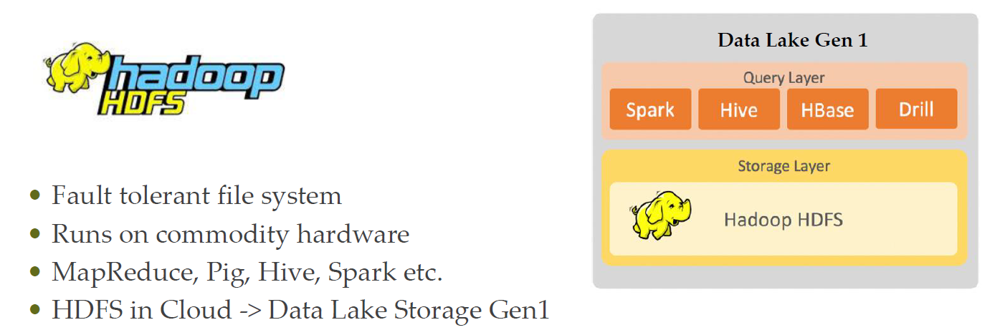 hadoop
HDFS
• Fault tolerant file system
• Runs on commodity hardware
• MapReduce, Pig, Hive, Spark etc.
• HDFS in Cloud -> Data Lake Storage Gen1
Data Lake Gen 1
Query Layer
Spark Hive HBase Drill
Storage Layer
Hadoop HDFS